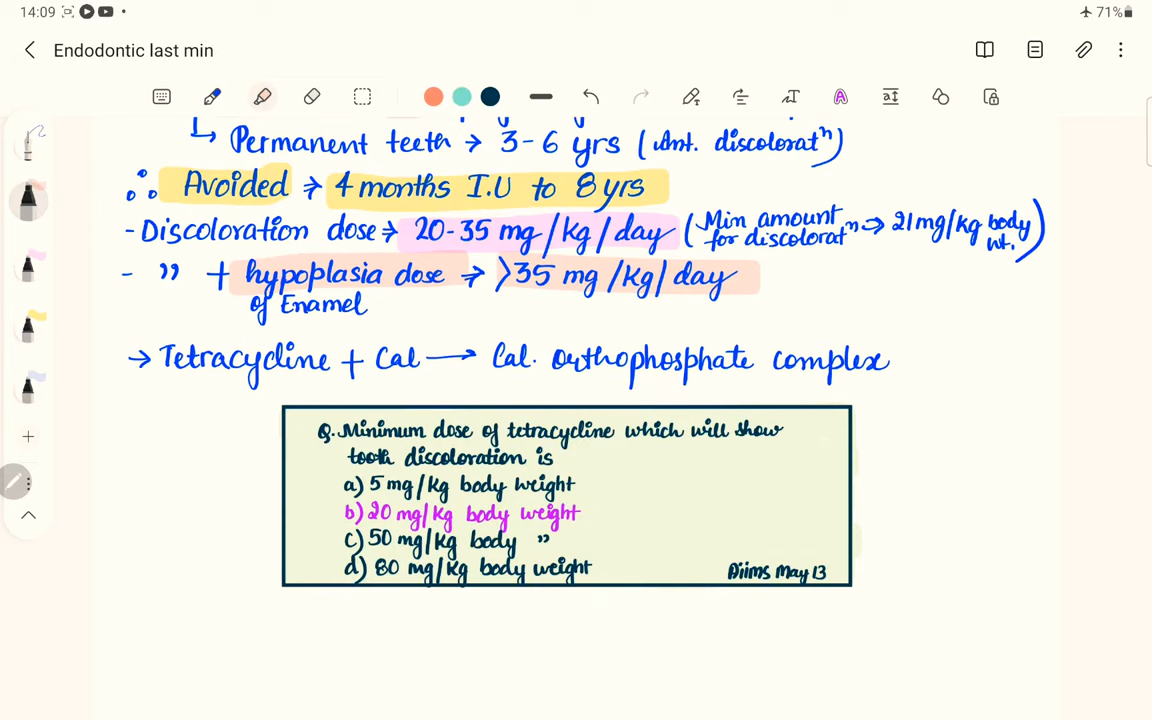 14:09
71%
Endodontic last min
↳ Permanent teeth → 3-6 yrs (Ant. discoloratⁿ)
∴ Avoided → 4 months I.U to 8 yrs
- Discoloration dose → 20-35 mg/kg/day (Min amount for discoloratⁿ → 21 mg/kg body wt.)
- " + hypoplasia dose → >35 mg/kg/day
of Enamel
→ Tetracycline + Cal → Cal. Orthophosphate complex
Q. Minimum dose of tetracycline which will show
tooth discoloration is
a) 5 mg/kg body weight
b) 20 mg/kg body weight
c) 50 mg/kg body "
d) 80 mg/kg body weight
Aiims May 13